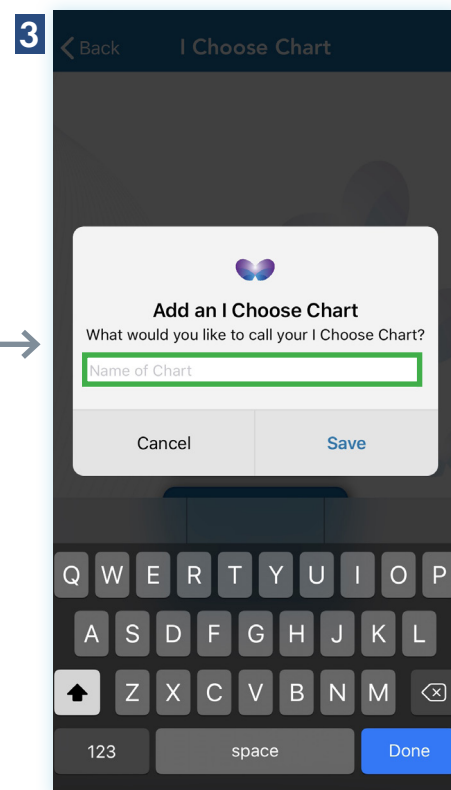 3
Back I Choose Chart
Add an I Choose Chart
What would you like to call your I Choose Chart?
Name of Chart
Cancel Save
Q W E R T Y U I O P
A S D F G H J K L
Z X C V B N M
123 space Done